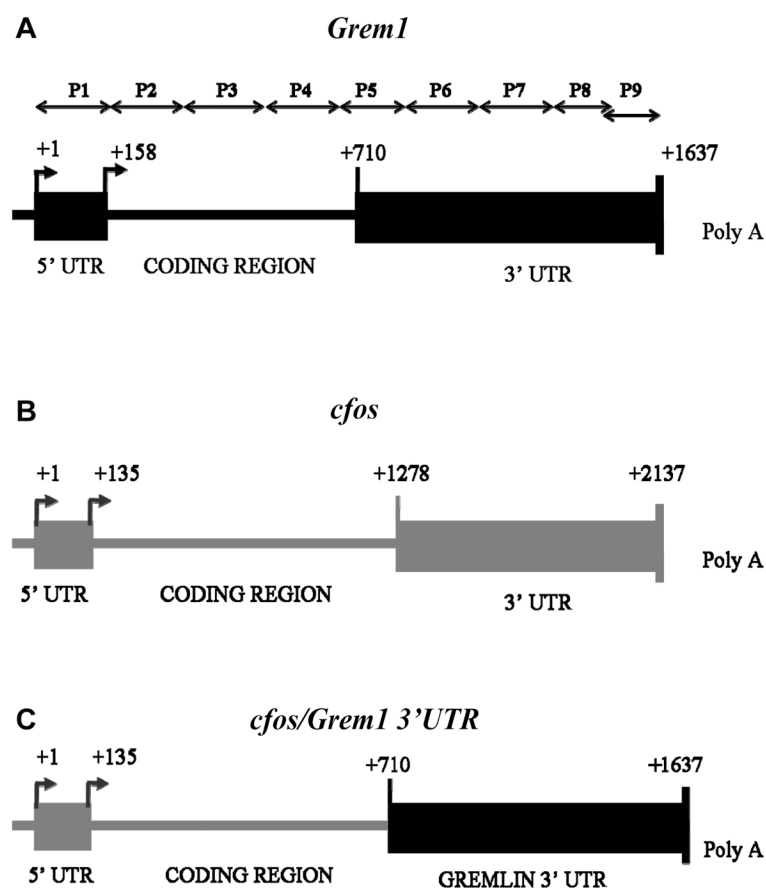 A
Grem1
P1 P2 P3 P4 P5 P6 P7 P8 P9
+1 +158 +710 +1637
Poly A
5’ UTR CODING REGION 3’ UTR
B
cfos
+1 +135 +1278 +2137
Poly A
5’ UTR CODING REGION 3’ UTR
C
cfos/Grem1 3’UTR
+1 +135 +710 +1637
Poly A
5’ UTR CODING REGION GREMLIN 3’ UTR